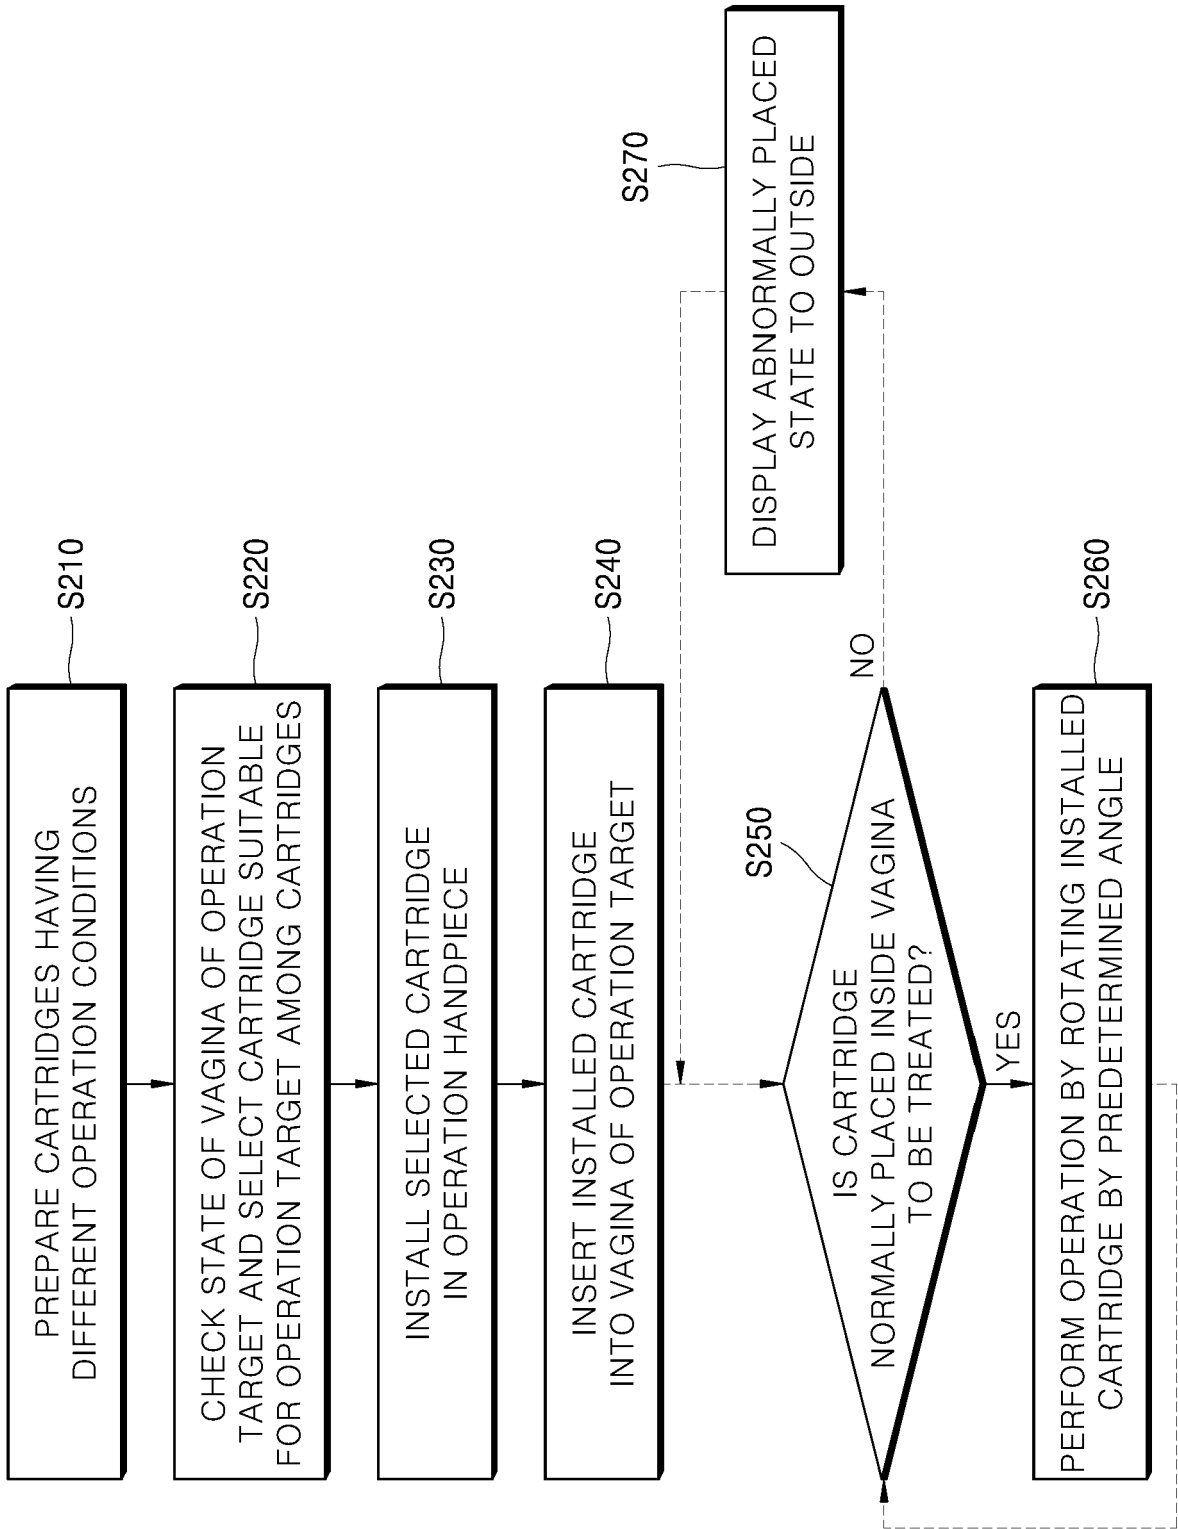 PREPARE CARTRIDGES HAVING
DIFFERENT OPERATION CONDITIONS
S210
CHECK STATE OF VAGINA OF OPERATION
TARGET AND SELECT CARTRIDGE SUITABLE
FOR OPERATION TARGET AMONG CARTRIDGES
S220
INSTALL SELECTED CARTRIDGE
IN OPERATION HANDPIECE
S230
INSERT INSTALLED CARTRIDGE
INTO VAGINA OF OPERATION TARGET
S240
IS CARTRIDGE
NORMALLY PLACED INSIDE VAGINA
TO BE TREATED?
S250
NO
YES
DISPLAY ABNORMALLY PLACED
STATE TO OUTSIDE
S270
PERFORM OPERATION BY ROTATING INSTALLED
CARTRIDGE BY PREDETERMINED ANGLE
S260